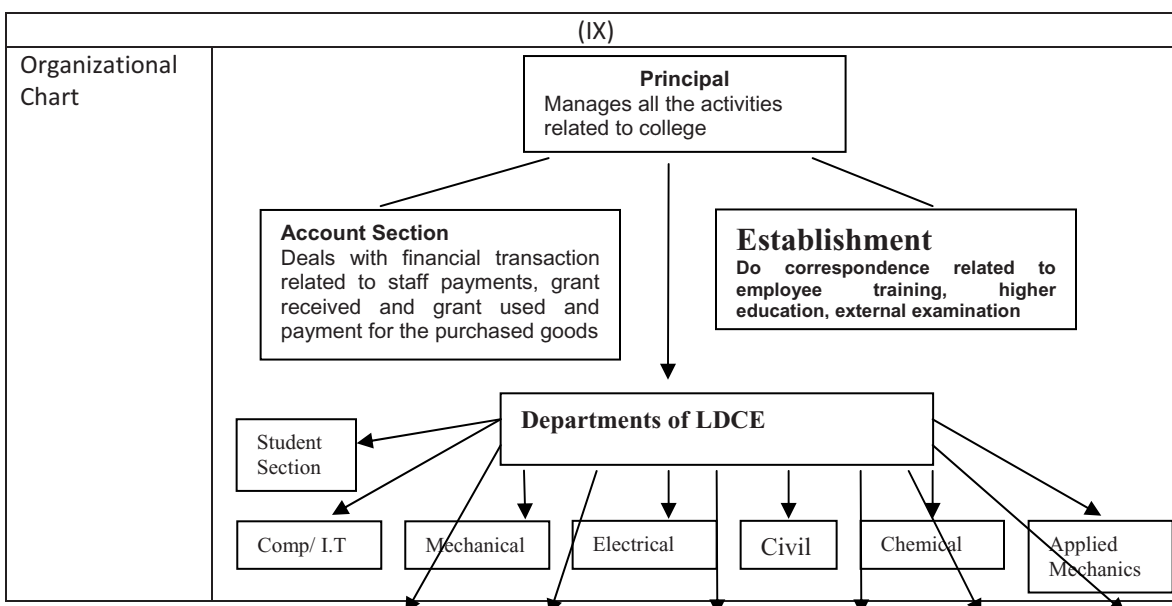 (IX)
Organizational
Chart
Principal
Manages all the activities
related to college
Account Section
Deals with financial transaction
related to staff payments, grant
received and grant used and
payment for the purchased goods
Establishment
Do correspondence related to
employee training, higher
education, external examination
Departments of LDCE
Student
Section
Comp/ I.T
Mechanical
Electrical
Civil
Chemical
Applied
Mechanics